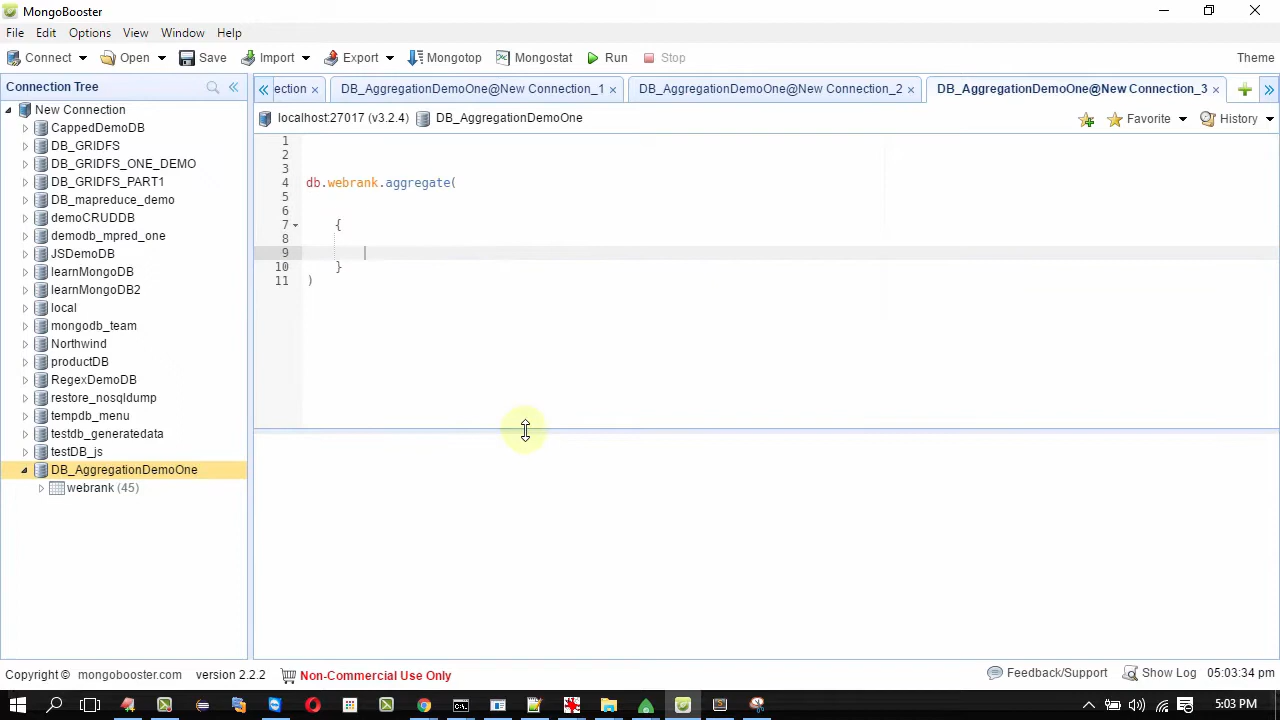 MongoBooster
File Edit Options View Window Help
Connect Open Save Import Export Mongotop Mongostat Run Stop Theme
Connection Tree
ection DB_AggregationDemoOne@New Connection_1 DB_AggregationDemoOne@New Connection_2 DB_AggregationDemoOne@New Connection_3
localhost:27017 (v3.2.4) DB_AggregationDemoOne Favorite History
New Connection
CappedDemoDB
DB_GRIDFS
DB_GRIDFS_ONE_DEMO
DB_GRIDFS_PART1
DB_mapreduce_demo
demoCRUDDB
demodb_mpred_one
JSDemoDB
learnMongoDB
learnMongoDB2
local
mongodb_team
Northwind
productDB
RegexDemoDB
restore_nosqldump
tempdb_menu
testdb_generatedata
testDB_js
DB_AggregationDemoOne
webrank (45)
1
2
3
4 db.webrank.aggregate(
5
6
7 {
8
9
10 }
11 )
Copyright © mongobooster.com version 2.2.2 Non-Commercial Use Only Feedback/Support Show Log 05:03:34 pm
5:03 PM